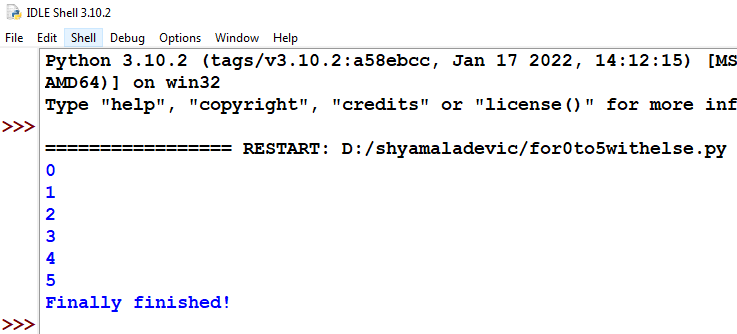 IDLE Shell 3.10.2
File Edit Shell Debug Options Window Help
Python 3.10.2 (tags/v3.10.2:a58ebcc, Jan 17 2022, 14:12:15) [MS
AMD64)] on win32
Type "help", "copyright", "credits" or "license()" for more inf
>>>
================= RESTART: D:/shyamaladevic/for0to5withelse.py
0
1
2
3
4
5
Finally finished!
>>>